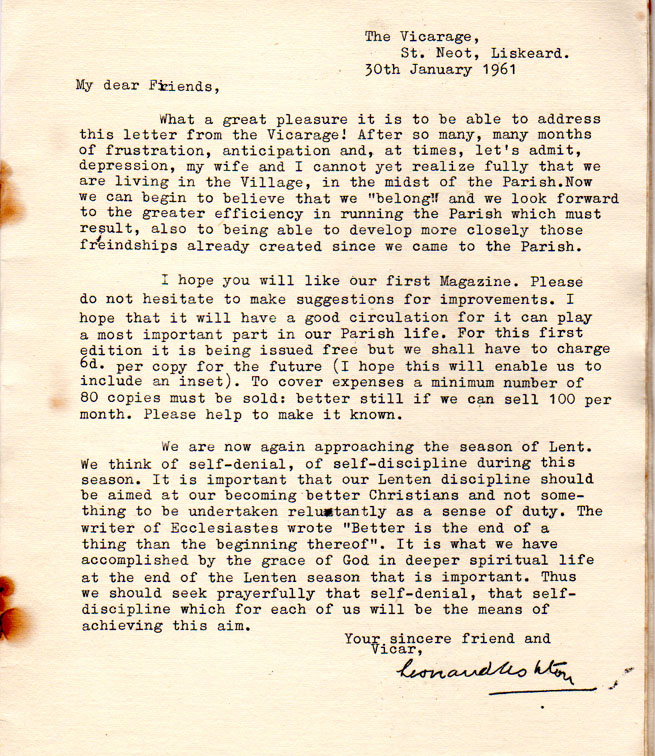 The Vicarage,
St. Neot, Liskeard.
30th January 1961
My dear Friends,
What a great pleasure it is to be able to address
this letter from the Vicarage! After so many, many months
of frustration, anticipation and, at times, let's admit,
depression, my wife and I cannot yet realize fully that we
are living in the Village, in the midst of the Parish.Now
we can begin to believe that we "belong"! and we look forward
to the greater efficiency in running the Parish which must
result, also to being able to develop more closely those
freindships already created since we came to the Parish.
I hope you will like our first Magazine. Please
do not hesitate to make suggestions for improvements. I
hope that it will have a good circulation for it can play
a most important part in our Parish life. For this first
edition it is being issued free but we shall have to charge
6d. per copy for the future (I hope this will enable us to
include an inset). To cover expenses a minimum number of
80 copies must be sold: better still if we can sell 100 per
month. Please help to make it known.
We are now again approaching the season of Lent.
We think of self-denial, of self-discipline during this
season. It is important that our Lenten discipline should
be aimed at our becoming better Christians and not some-
thing to be undertaken reluctantly as a sense of duty. The
writer of Ecclesiastes wrote "Better is the end of a
thing than the beginning thereof". It is what we have
accomplished by the grace of God in deeper spiritual life
at the end of the Lenten season that is important. Thus
we should seek prayerfully that self-denial, that self-
discipline which for each of us will be the means of
achieving this aim.
Your sincere friend and
Vicar,
Leonard Ashton